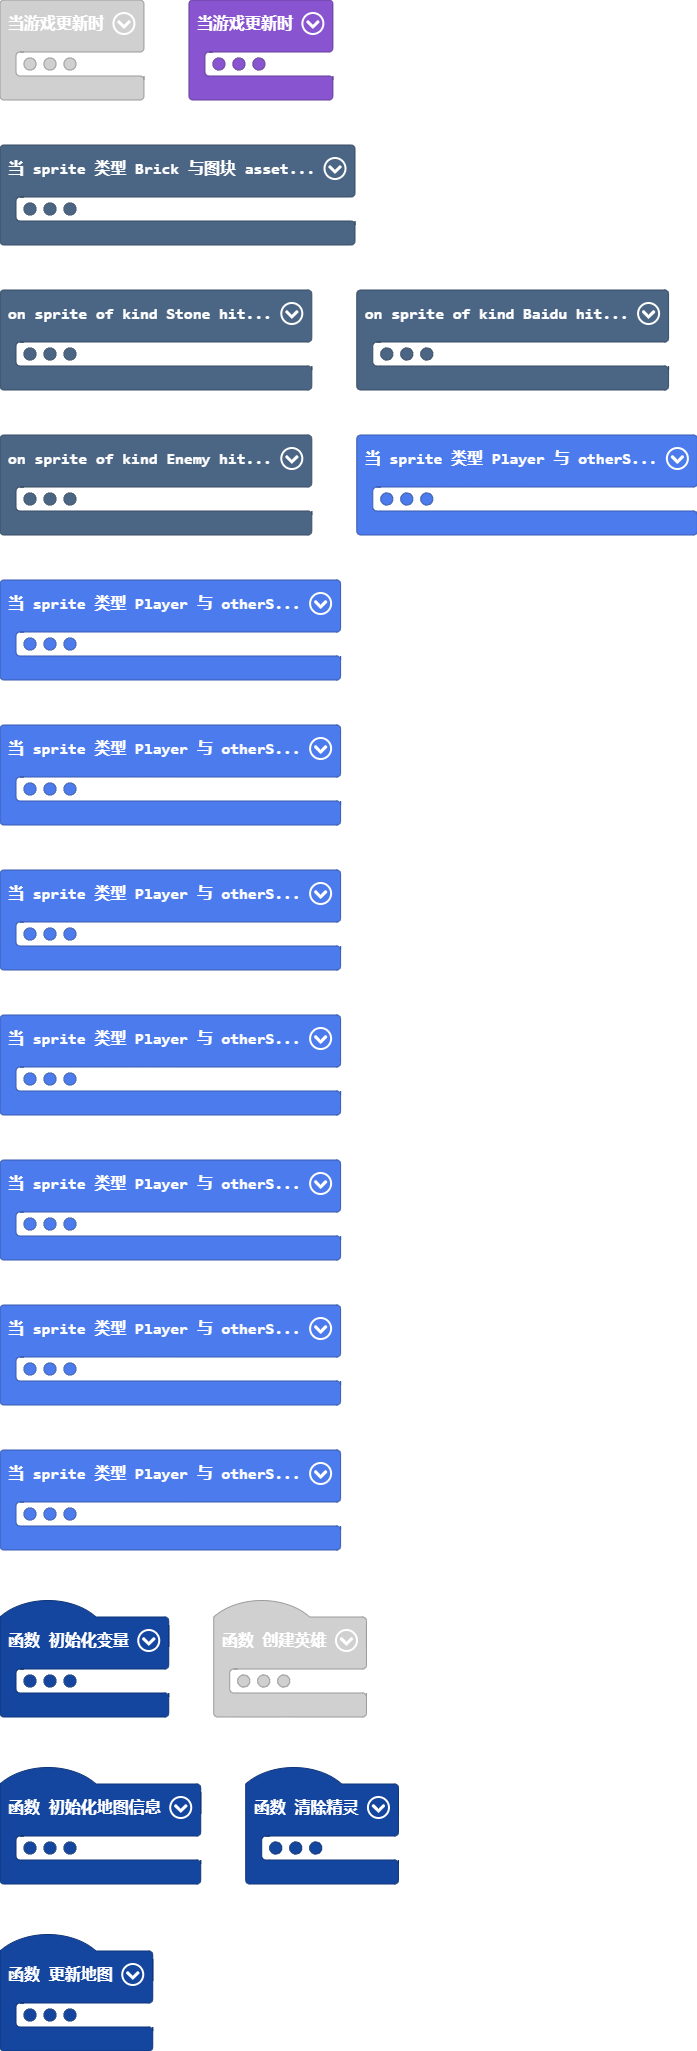 当游戏更新时
当游戏更新时
当 sprite 类型 Brick 与图块 asset...
on sprite of kind Stone hit...
on sprite of kind Baidu hit...
on sprite of kind Enemy hit...
当 sprite 类型 Player 与 otherS...
当 sprite 类型 Player 与 otherS...
当 sprite 类型 Player 与 otherS...
当 sprite 类型 Player 与 otherS...
当 sprite 类型 Player 与 otherS...
当 sprite 类型 Player 与 otherS...
当 sprite 类型 Player 与 otherS...
当 sprite 类型 Player 与 otherS...
函数 初始化变量
函数 创建英雄
函数 初始化地图信息
函数 清除精灵
函数 更新地图